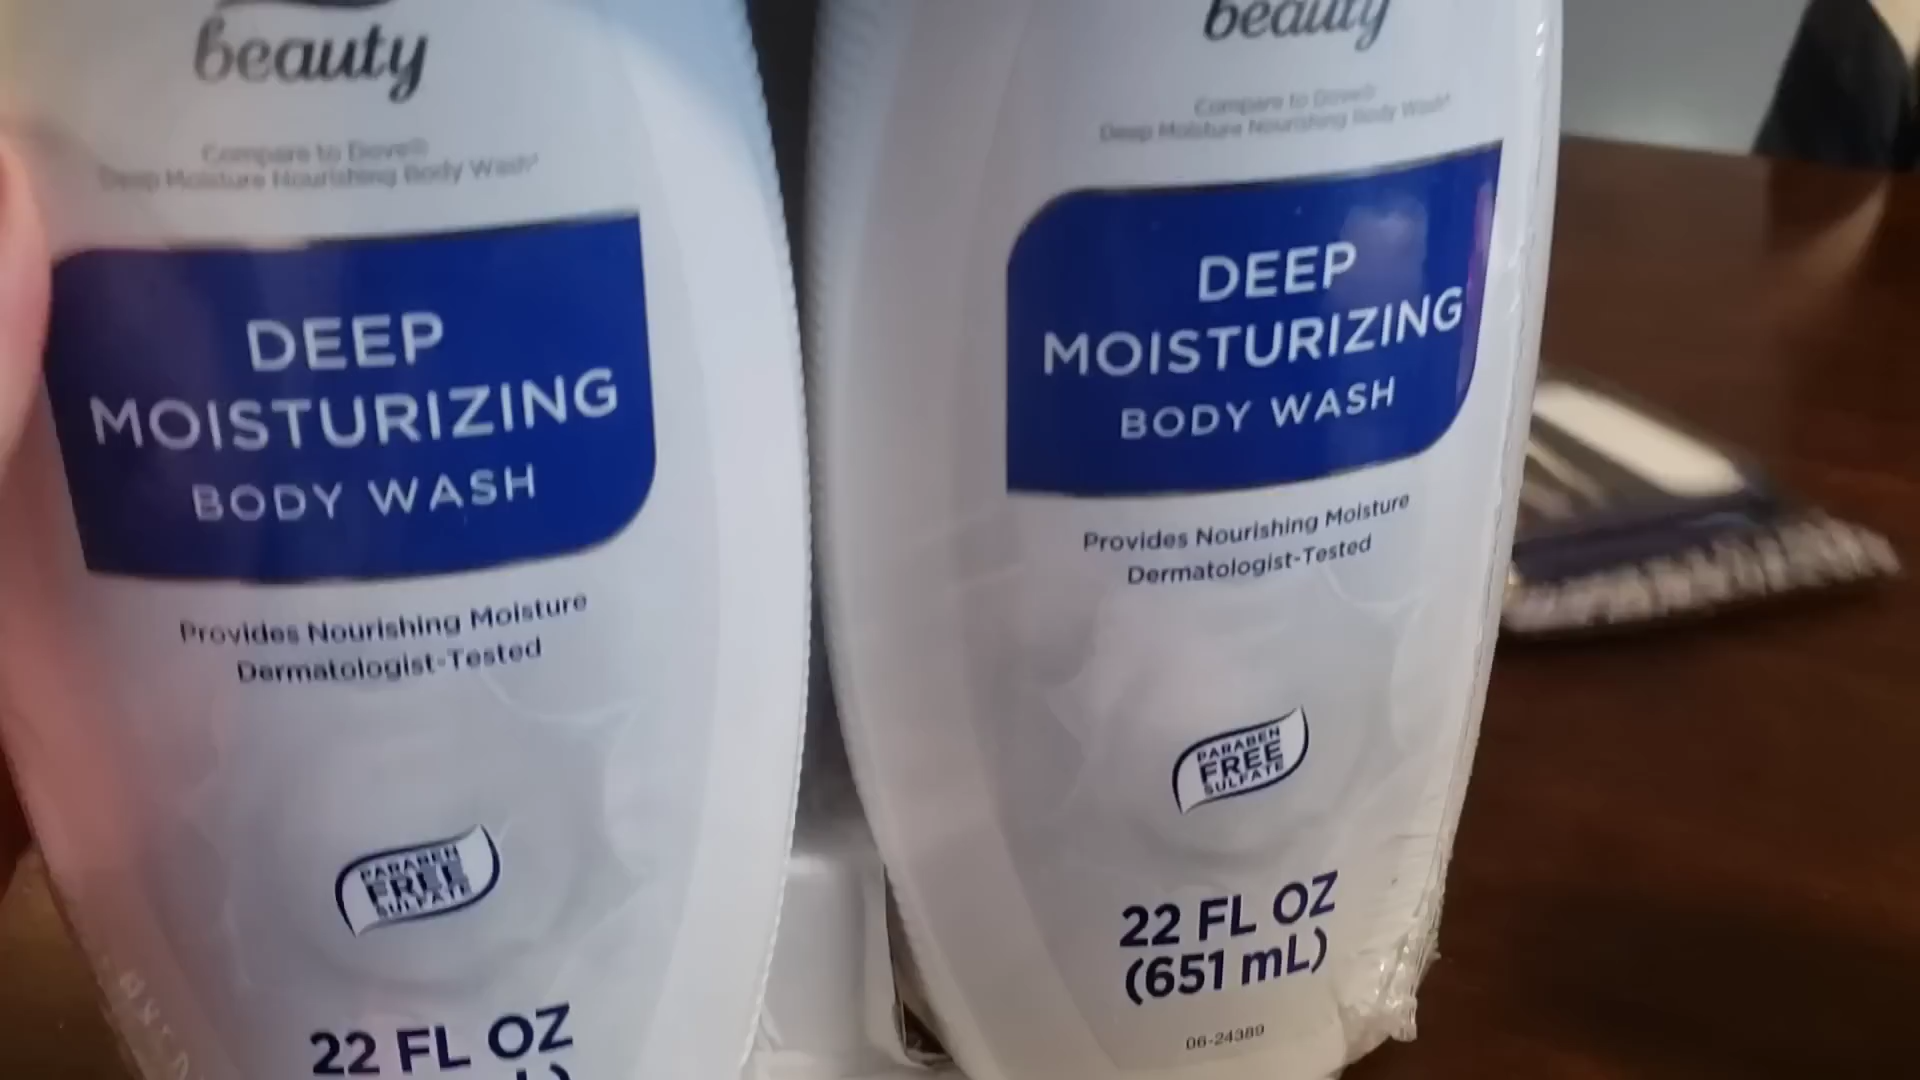 beauty
Compare to Dove®
Deep Moisture Nourishing Body Wash*
DEEP
MOISTURIZING
BODY WASH
Provides Nourishing Moisture
Dermatologist-Tested
PARABEN
FREE
SULFATE
22 FL OZ
beauty
Compare to Dove®
Deep Moisture Nourishing Body Wash*
DEEP
MOISTURIZING
BODY WASH
Provides Nourishing Moisture
Dermatologist-Tested
PARABEN
FREE
SULFATE
22 FL OZ
(651 mL)
06-24389